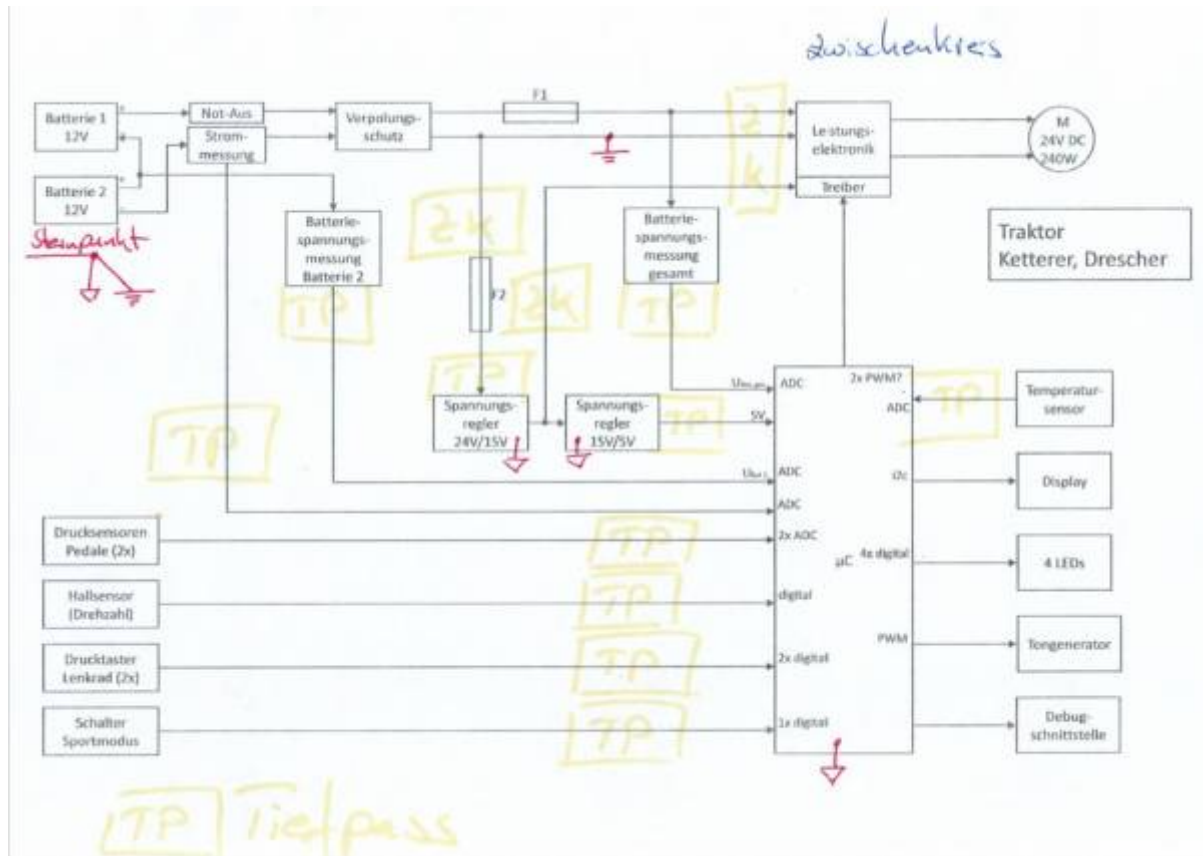 Zwischenkreis
F1
Batterie 1
12V
+
Not-Aus
Strom-
messung
Verpolungs-
schutz
ZK
Leistungs-
elektronik
Treiber
M
24V DC
240W
Batterie 2
12V
+
-
Sternpunkt
Batterie-
spannungs-
messung
Batterie 2
TP
ZK
F2
ZK
TP
Batterie-
spannungs-
messung
gesamt
TP
Traktor
Ketterer, Drescher
Spannungs-
regler
24V/15V
Spannungs-
regler
15V/5V
TP
5V
TP
ADC
2x PWM?
ADC
TP
Temperatur-
sensor
ADC
i2c
Display
ADC
Drucksensoren
Pedale (2x)
TP
2x ADC
µC
4x digital
4 LEDs
Hallsensor
(Drehzahl)
TP
digital
PWM
Tongenerator
Drucktaster
Lenkrad (2x)
TP
2x digital
Schalter
Sportmodus
TP
1x digital
Debug-
schnittstelle
TP Tiefpass